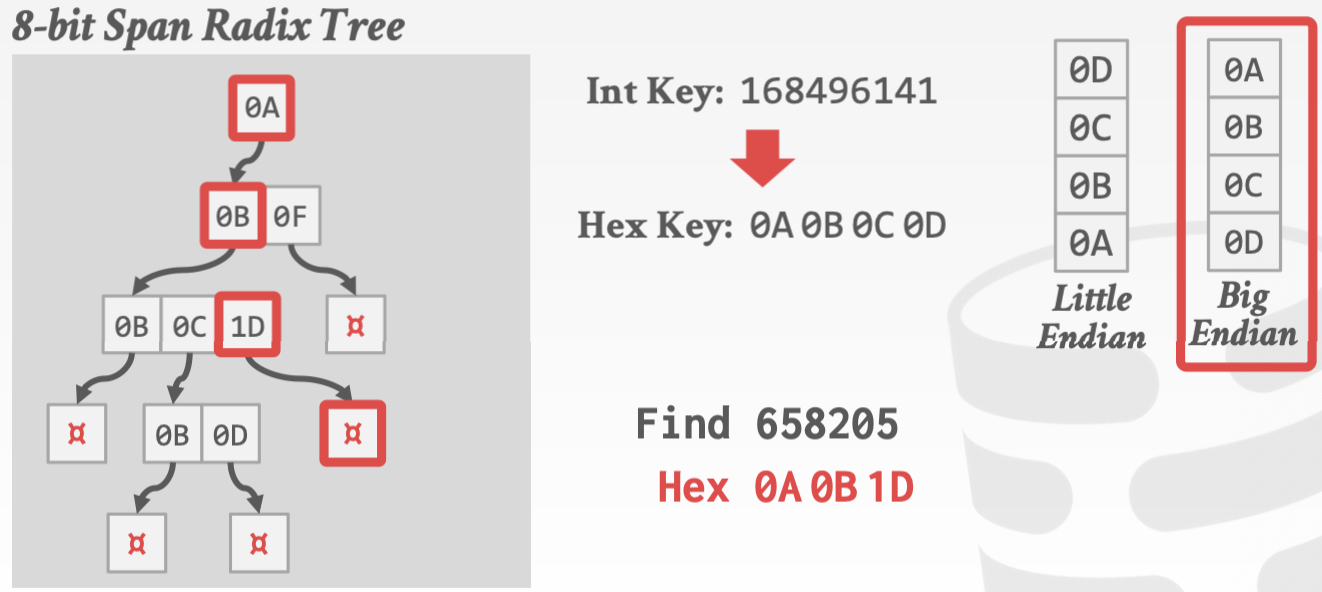 8-bit Span Radix Tree
0A
0B 0F
0B 0C 1D ¤
¤ 0B 0D ¤
¤ ¤
Int Key: 168496141
Hex Key: 0A 0B 0C 0D
Find 658205
Hex 0A 0B 1D
0D
0C
0B
0A
Little
Endian
0A
0B
0C
0D
Big
Endian